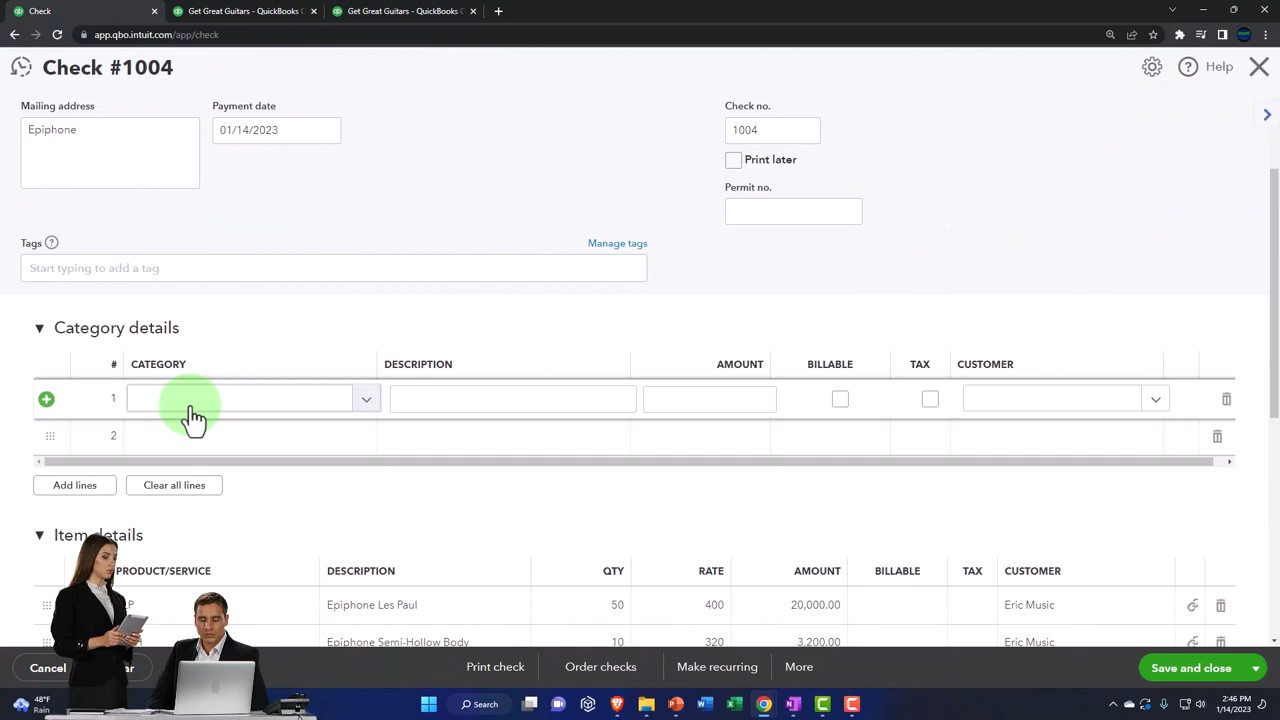 Check
Get Great Guitars - QuickBooks C
Get Great Guitars - QuickBooks C
app.qbo.intuit.com/app/check
Check #1004
Help
Mailing address
Payment date
Check no.
Epiphone
01/14/2023
1004
Print later
Permit no.
Tags
Manage tags
Start typing to add a tag
Category details
# CATEGORY DESCRIPTION AMOUNT BILLABLE TAX CUSTOMER
1
2
Add lines
Clear all lines
Item details
PRODUCT/SERVICE DESCRIPTION QTY RATE AMOUNT BILLABLE TAX CUSTOMER
Epiphone Les Paul 50 400 20,000.00 Eric Music
Epiphone Semi-Hollow Body 10 320 3,200.00 Eric Music
Cancel
Print check
Order checks
Make recurring
More
Save and close
48°F
Rain
Search
2:46 PM
1/14/2023